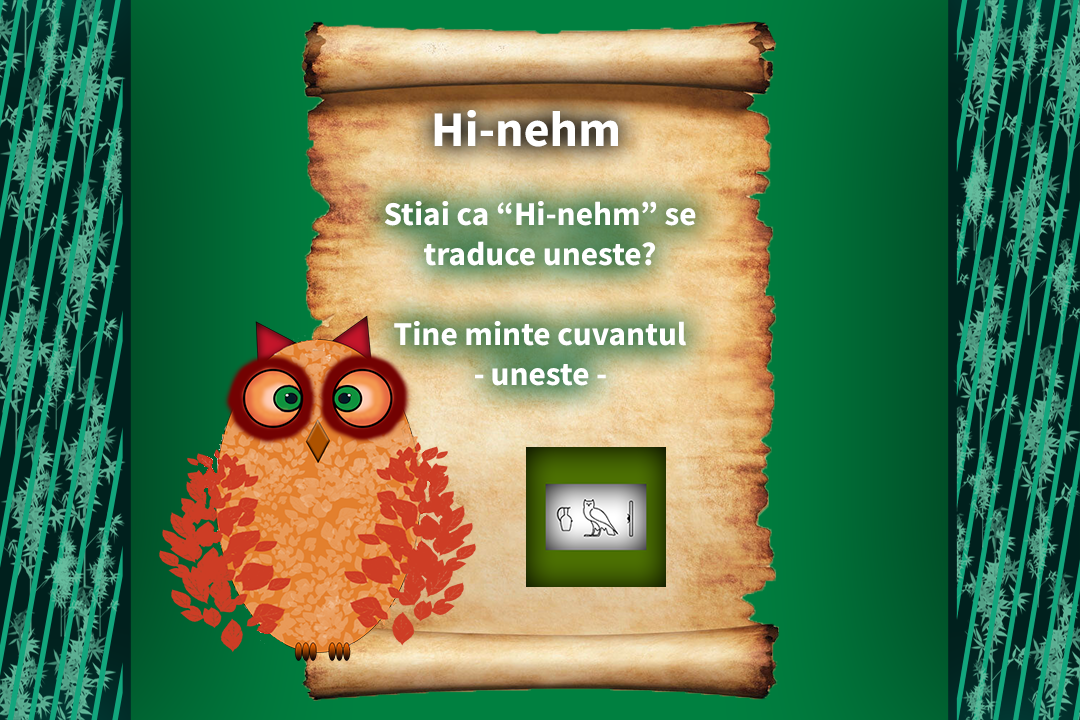 Hi-nehm
Stiai ca “Hi-nehm” se
traduce uneste?
Tine minte cuvantul
- uneste -